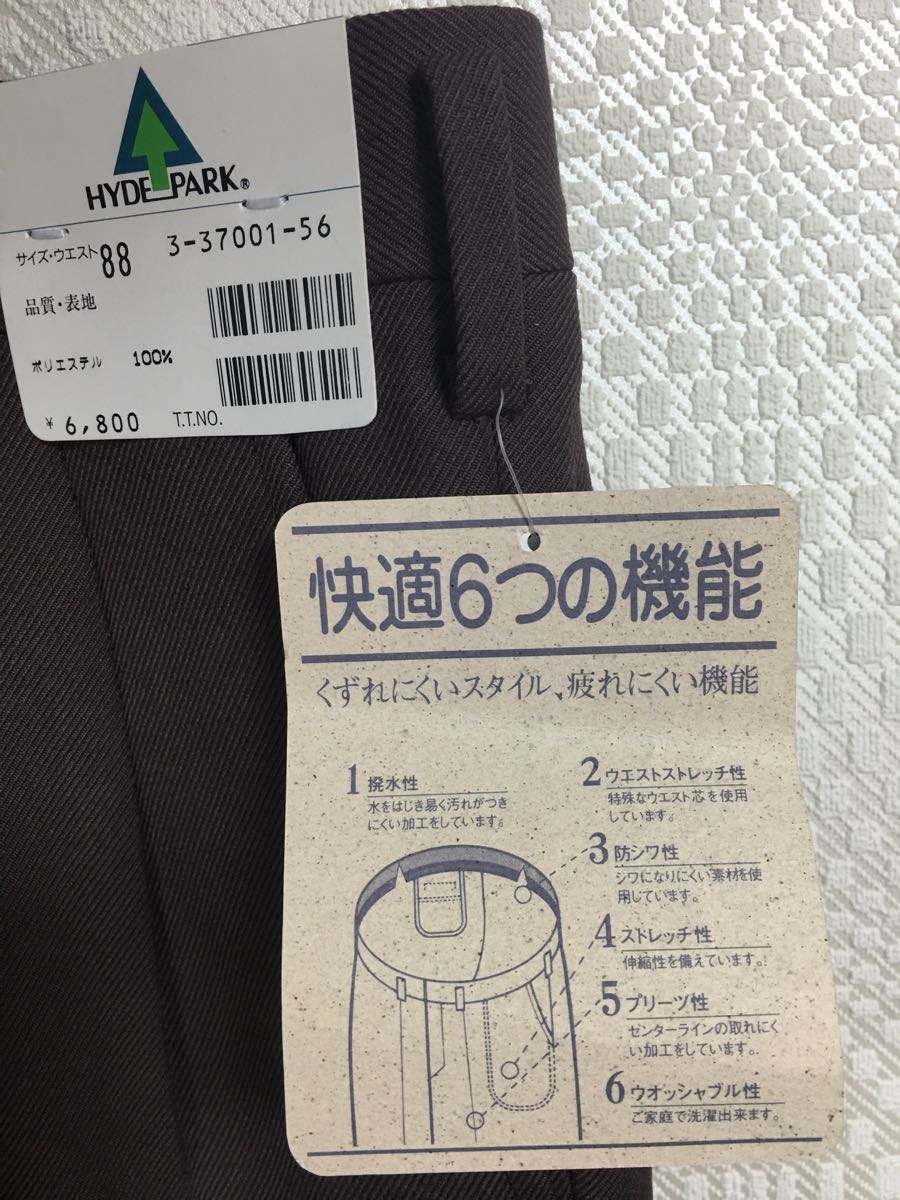 HYDE PARK®
サイズ・ウエスト 88 3-37001-56
品質・表地
ポリエステル 100%
¥ 6,800 T.T.NO.
快適6つの機能
くずれにくいスタイル、疲れにくい機能
1 撥水性
水をはじき易く汚れがつき
にくい加工をしています。
2 ウエストストレッチ性
特殊なウエスト芯を使用
しています。
3 防シワ性
シワになりにくい素材を使
用しています。
4 ストレッチ性
伸縮性を備えています。
5 プリーツ性
センターラインの取れにく
い加工をしています。
6 ウオッシャブル性
ご家庭で洗濯出来ます。